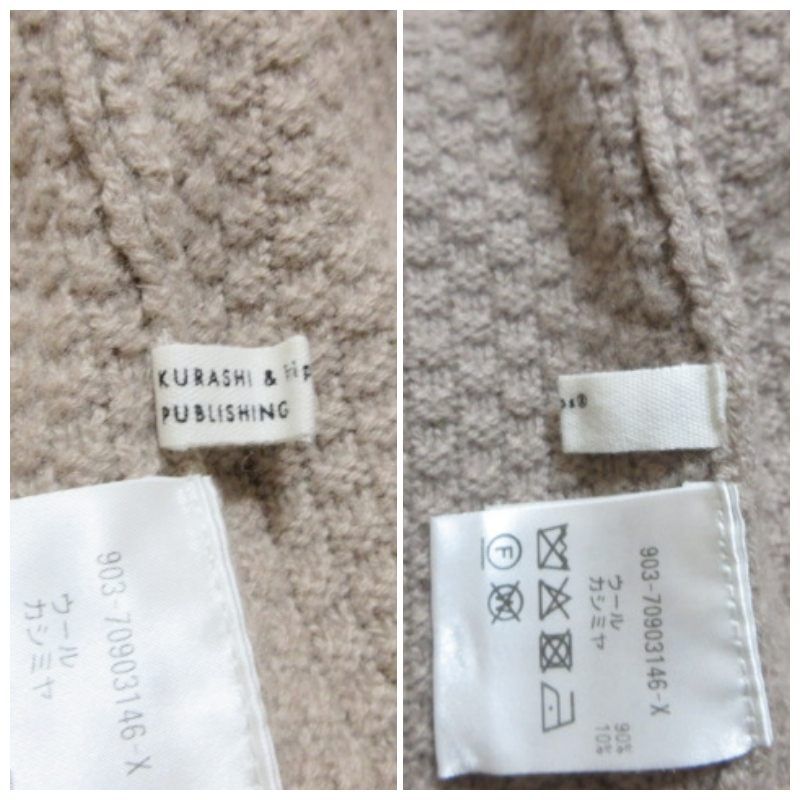 KURASHI &
PUBLISHING
903-70903146-X
ウール
カシミヤ
903-70903146-X
ウール 90%
カシミヤ 10%
F
W